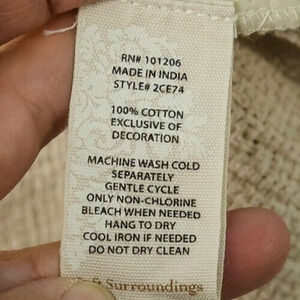 RN# 101206
MADE IN INDIA
STYLE# 2CE74
100% COTTON
EXCLUSIVE OF
DECORATION
MACHINE WASH COLD
SEPARATELY
GENTLE CYCLE
ONLY NON-CHLORINE
BLEACH WHEN NEEDED
HANG TO DRY
COOL IRON IF NEEDED
DO NOT DRY CLEAN
& Surroundings